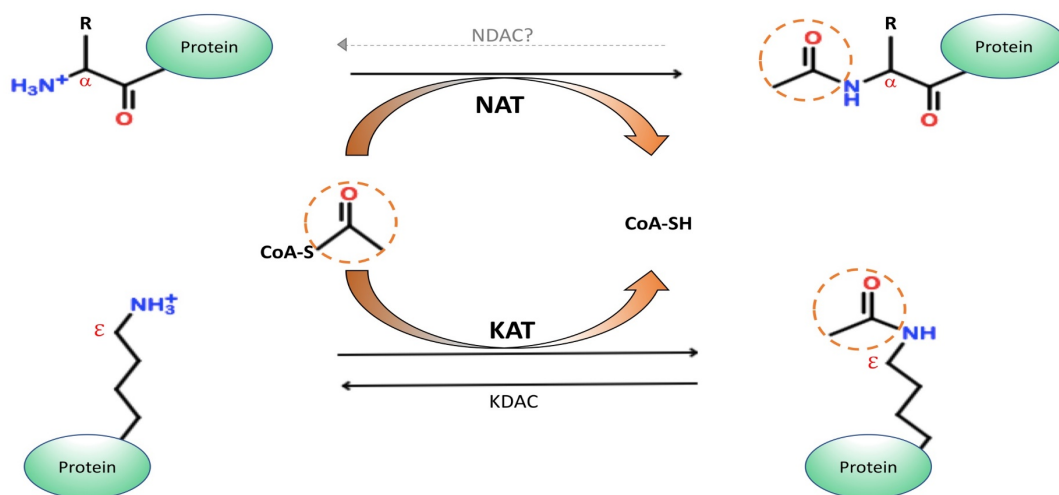 R
Protein
H₃N⁺
α
O
NDAC?
NAT
O
R
Protein
N
H
α
O
O
CoA-S
CoA-SH
NH₃⁺
ε
Protein
KAT
KDAC
O
NH
ε
Protein